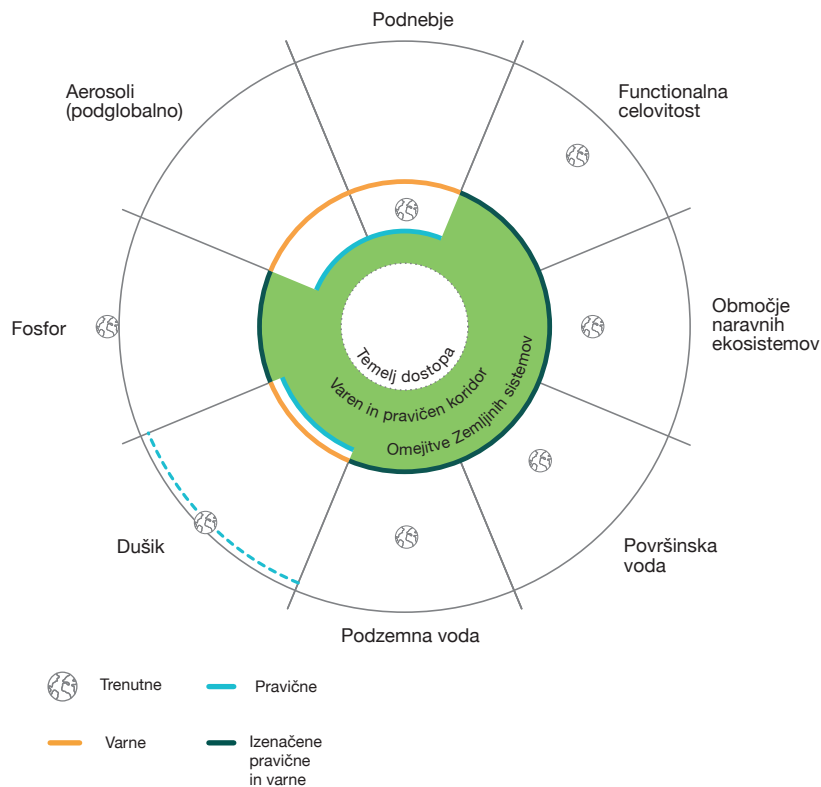 Podnebje
Aerosoli
(podglobalno)
Functionalna
celovitost
Fosfor
Območje
naravnih
ekosistemov
Temelj dostopa
Varen in pravičen koridor
Omejitve Zemljinih sistemov
Dušik
Površinska
voda
Podzemna voda
Trenutne
Pravične
Varne
Izenačene
pravične
in varne